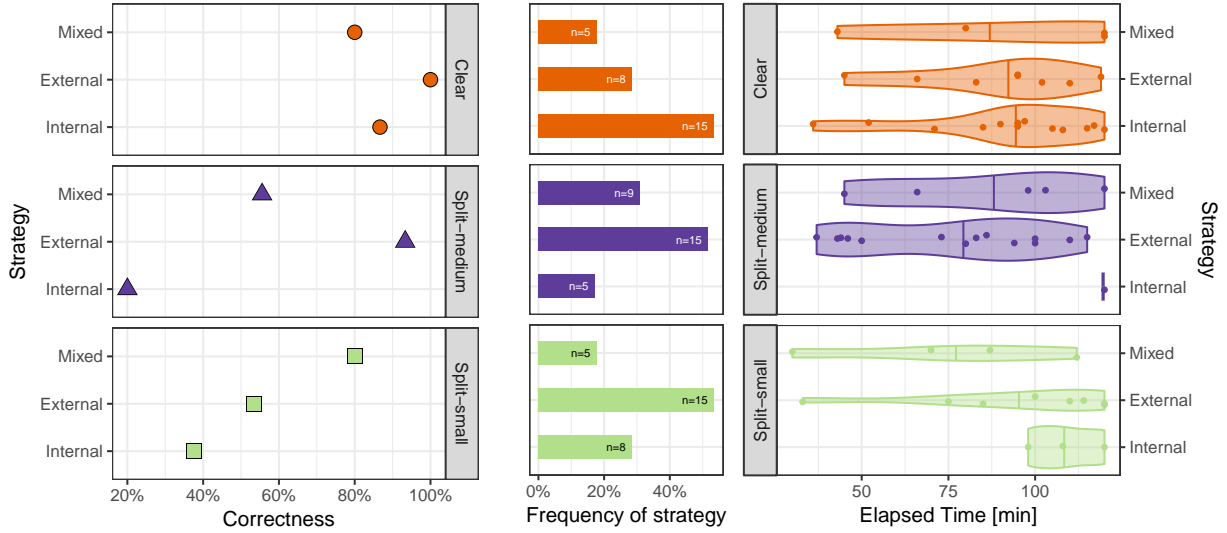 Strategy
Mixed
External
Internal
Clear
Mixed
External
Internal
Split−medium
Mixed
External
Internal
Split−small
20%
40%
60%
80%
100%
Correctness
n=5
n=8
n=15
n=9
n=15
n=5
n=5
n=15
n=8
0%
20%
40%
Frequency of strategy
Clear
Mixed
External
Internal
Split−medium
Mixed
External
Internal
Split−small
Mixed
External
Internal
50
100
Elapsed Time [min]
Strategy